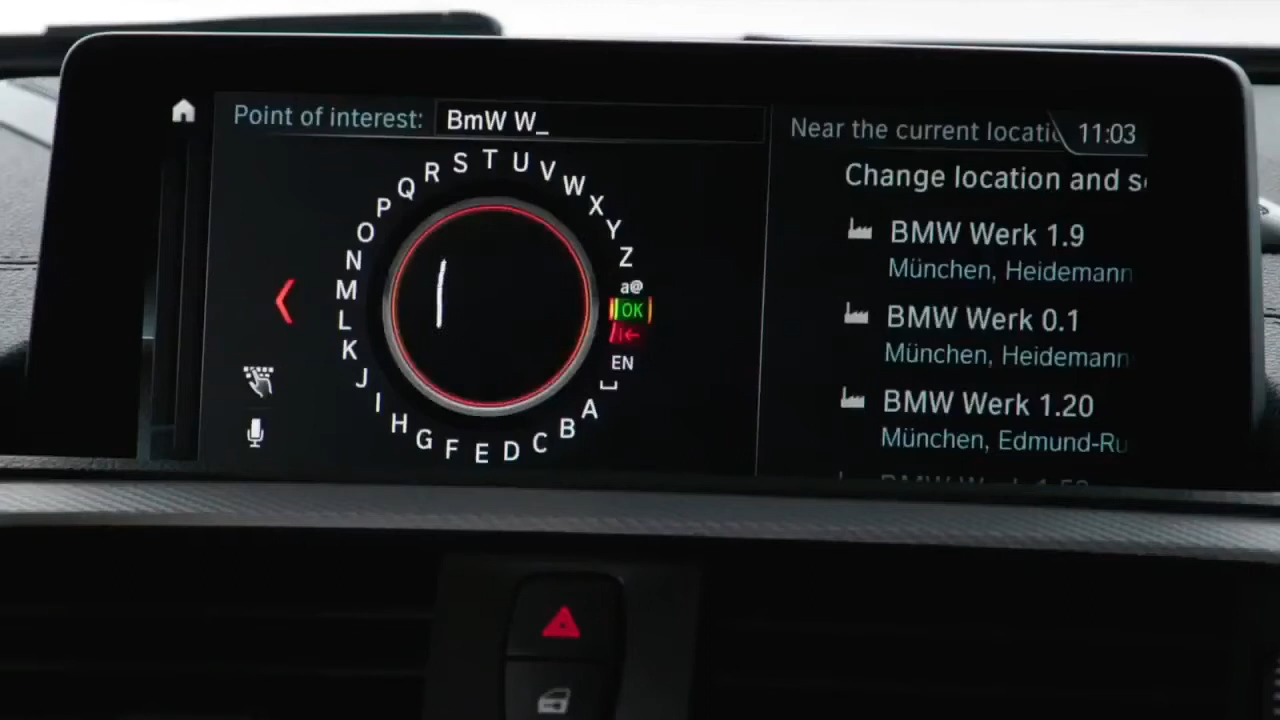 Point of interest: BmW W_
Near the current locatio
11:03
Change location and s
BMW Werk 1.9
München, Heidemann
BMW Werk 0.1
München, Heidemann
BMW Werk 1.20
München, Edmund-Ru
A B C D E F G H I J K L M N O P Q R S T U V W X Y Z
a@
OK
EN